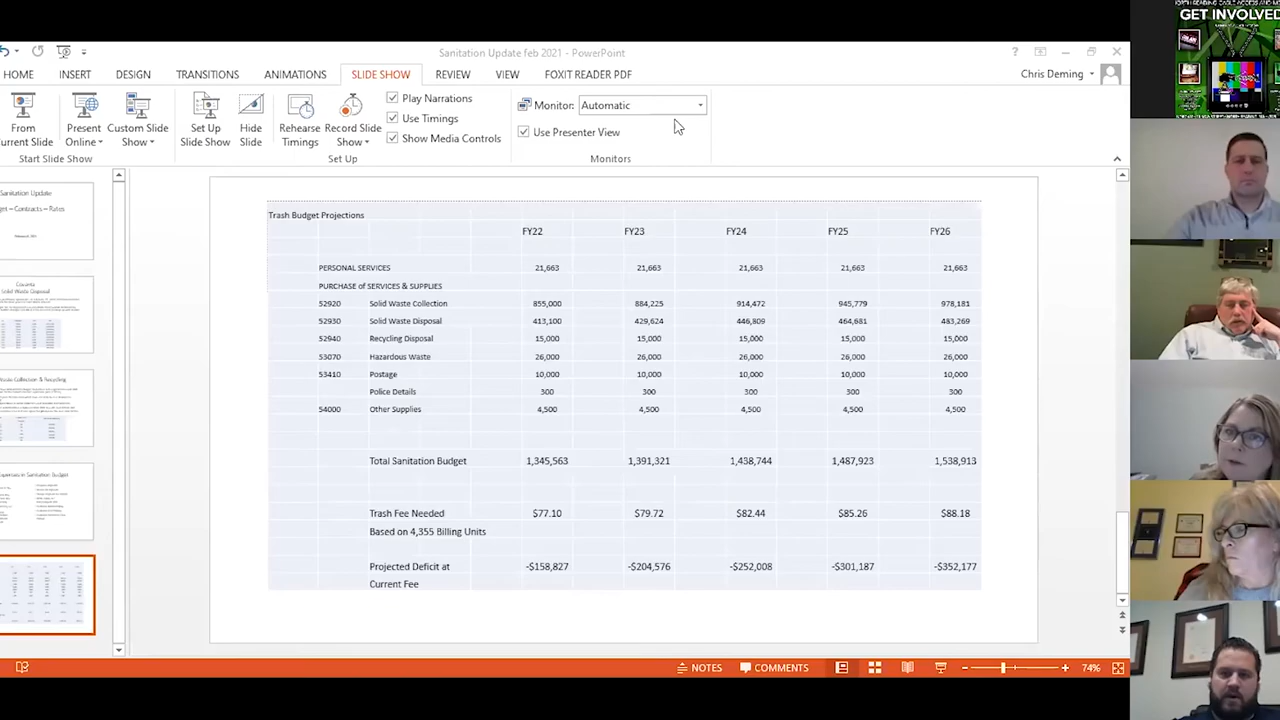 ORTH READING EAGLE ACCESS AND
GET INVOLVED
Sanitation Update feb 2021 - PowerPoint
HOME INSERT DESIGN TRANSITIONS ANIMATIONS SLIDE SHOW REVIEW VIEW FOXIT READER PDF
Chris Deming
From
Current Slide
Present
Online
Custom Slide
Show
Set Up
Slide Show
Hide
Slide
Rehearse
Timings
Record Slide
Show
Play Narrations
Use Timings
Show Media Controls
Monitor: Automatic
Use Presenter View
Start Slide Show Set Up Monitors
Sanitation Update
get – Contracts – Rates
Trash Budget Projections
FY22 FY23 FY24 FY25 FY26
PERSONAL SERVICES 21,663 21,663 21,663 21,663 21,663
PURCHASE of SERVICES & SUPPLIES
52920 Solid Waste Collection 855,000 884,225 914,472 945,779 978,181
52930 Solid Waste Disposal 413,100 429,624 446,809 464,681 483,269
52940 Recycling Disposal 15,000 15,000 15,000 15,000 15,000
53070 Hazardous Waste 26,000 26,000 26,000 26,000 26,000
53410 Postage 10,000 10,000 10,000 10,000 10,000
Police Details 300 300 300 300 300
54000 Other Supplies 4,500 4,500 4,500 4,500 4,500
Total Sanitation Budget 1,345,563 1,391,321 1,438,744 1,487,923 1,538,913
Trash Fee Needed $77.10 $79.72 $82.44 $85.26 $88.18
Based on 4,355 Billing Units
Projected Deficit at -$158,827 -$204,576 -$252,008 -$301,187 -$352,177
Current Fee
NOTES COMMENTS 74%